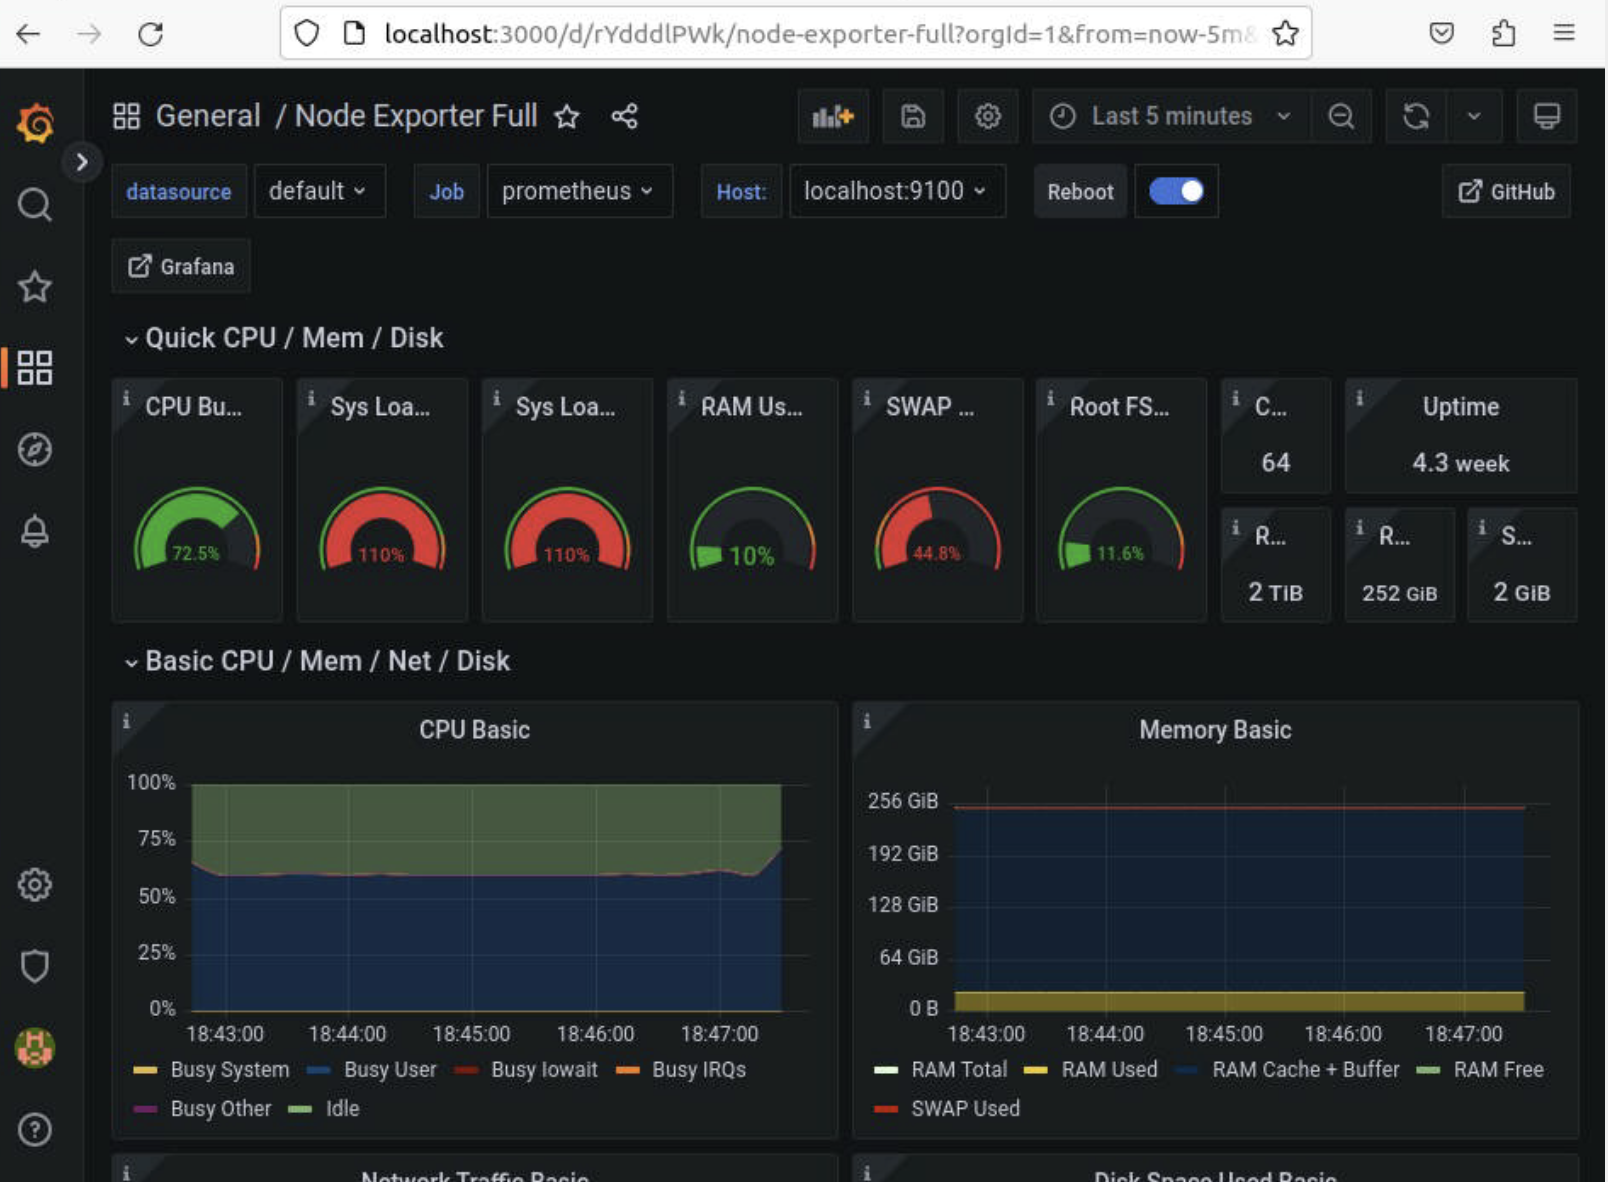 localhost:3000/d/rYdddlPWk/node-exporter-full?orgId=1&from=now-5m&
General / Node Exporter Full
Last 5 minutes
datasource default Job prometheus Host: localhost:9100 Reboot GitHub
Grafana
Quick CPU / Mem / Disk
CPU Bu... Sys Loa... Sys Loa... RAM Us... SWAP ... Root FS... C... Uptime
64 4.3 week
72.5% 110% 110% 10% 44.8% 11.6%
R... R... S...
2 TiB 252 GiB 2 GiB
Basic CPU / Mem / Net / Disk
CPU Basic
100%
75%
50%
25%
0%
18:43:00 18:44:00 18:45:00 18:46:00 18:47:00
Busy System Busy User Busy Iowait Busy IRQs
Busy Other Idle
Memory Basic
256 GiB
192 GiB
128 GiB
64 GiB
0 B
18:43:00 18:44:00 18:45:00 18:46:00 18:47:00
RAM Total RAM Used RAM Cache + Buffer RAM Free
SWAP Used
Network Traffic Basic
Disk Space Used Basic